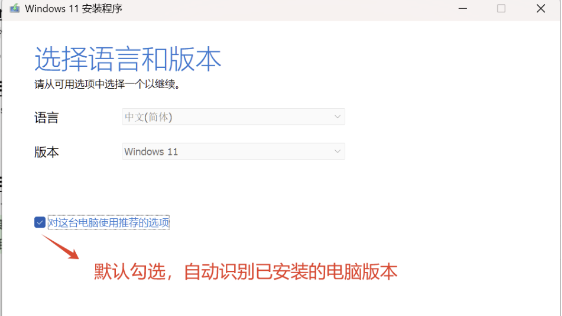 Windows 11 安装程序
选择语言和版本
请从可用选项中选择一个以继续。
语言 中文(简体)
版本 Windows 11
对这台电脑使用推荐的选项
默认勾选，自动识别已安装的电脑版本